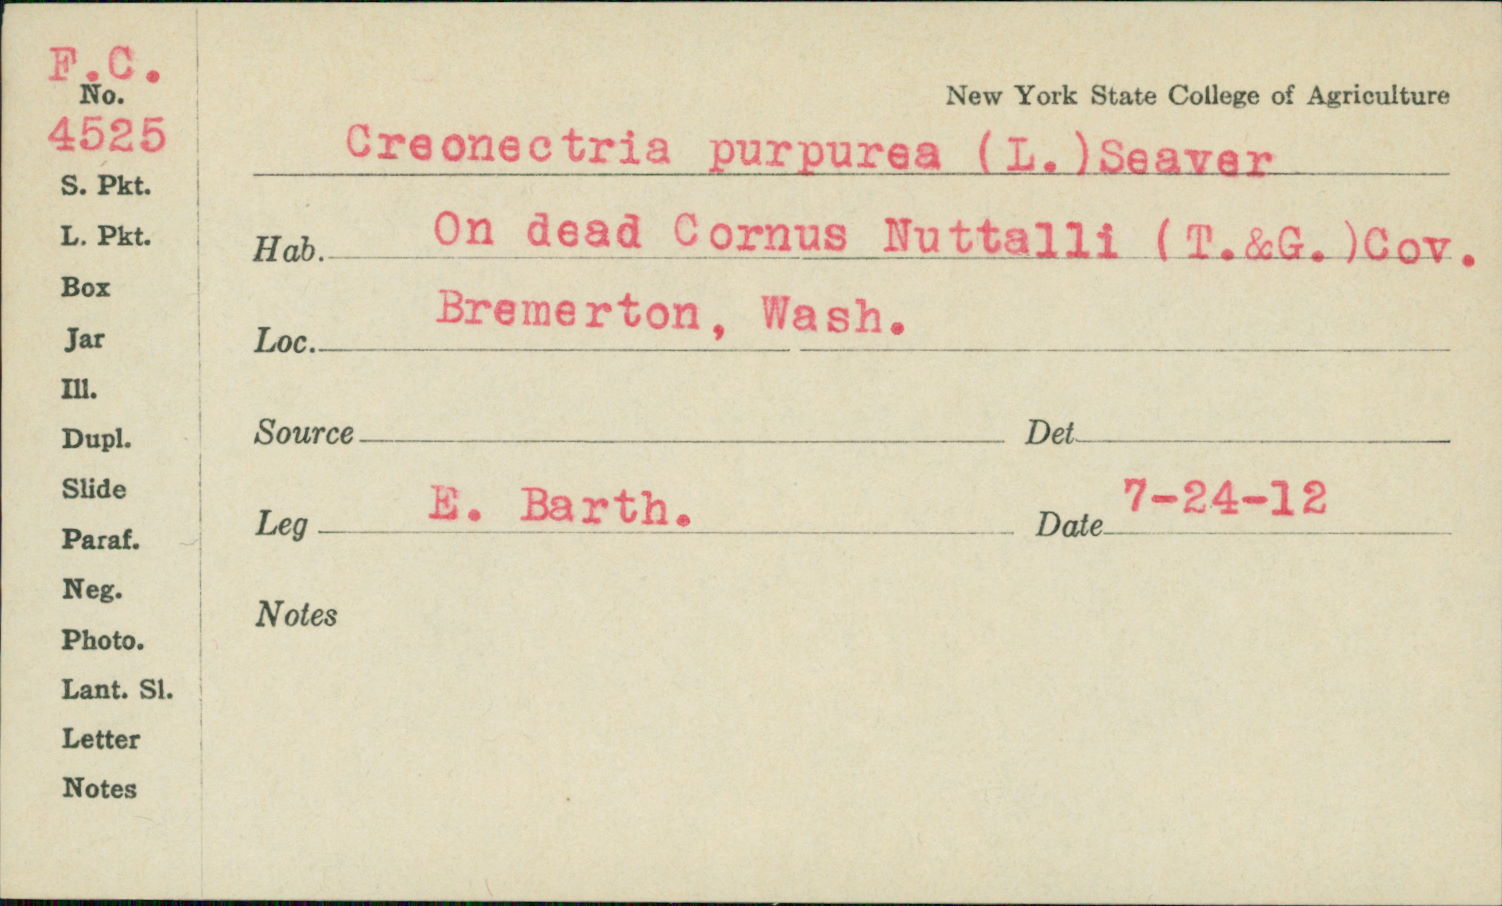 F.C.
No.
4525
S. Pkt.
L. Pkt.
Box
Jar
Ill.
Dupl.
Slide
Paraf.
Neg.
Photo.
Lant. Sl.
Letter
Notes
New York State College of Agriculture
Creonectria purpurea (L.)Seaver
Hab. On dead Cornus Nuttalli (T.&G.)Cov.
Loc. Bremerton, Wash.
Source Det
Leg E. Barth. Date 7-24-12
Notes